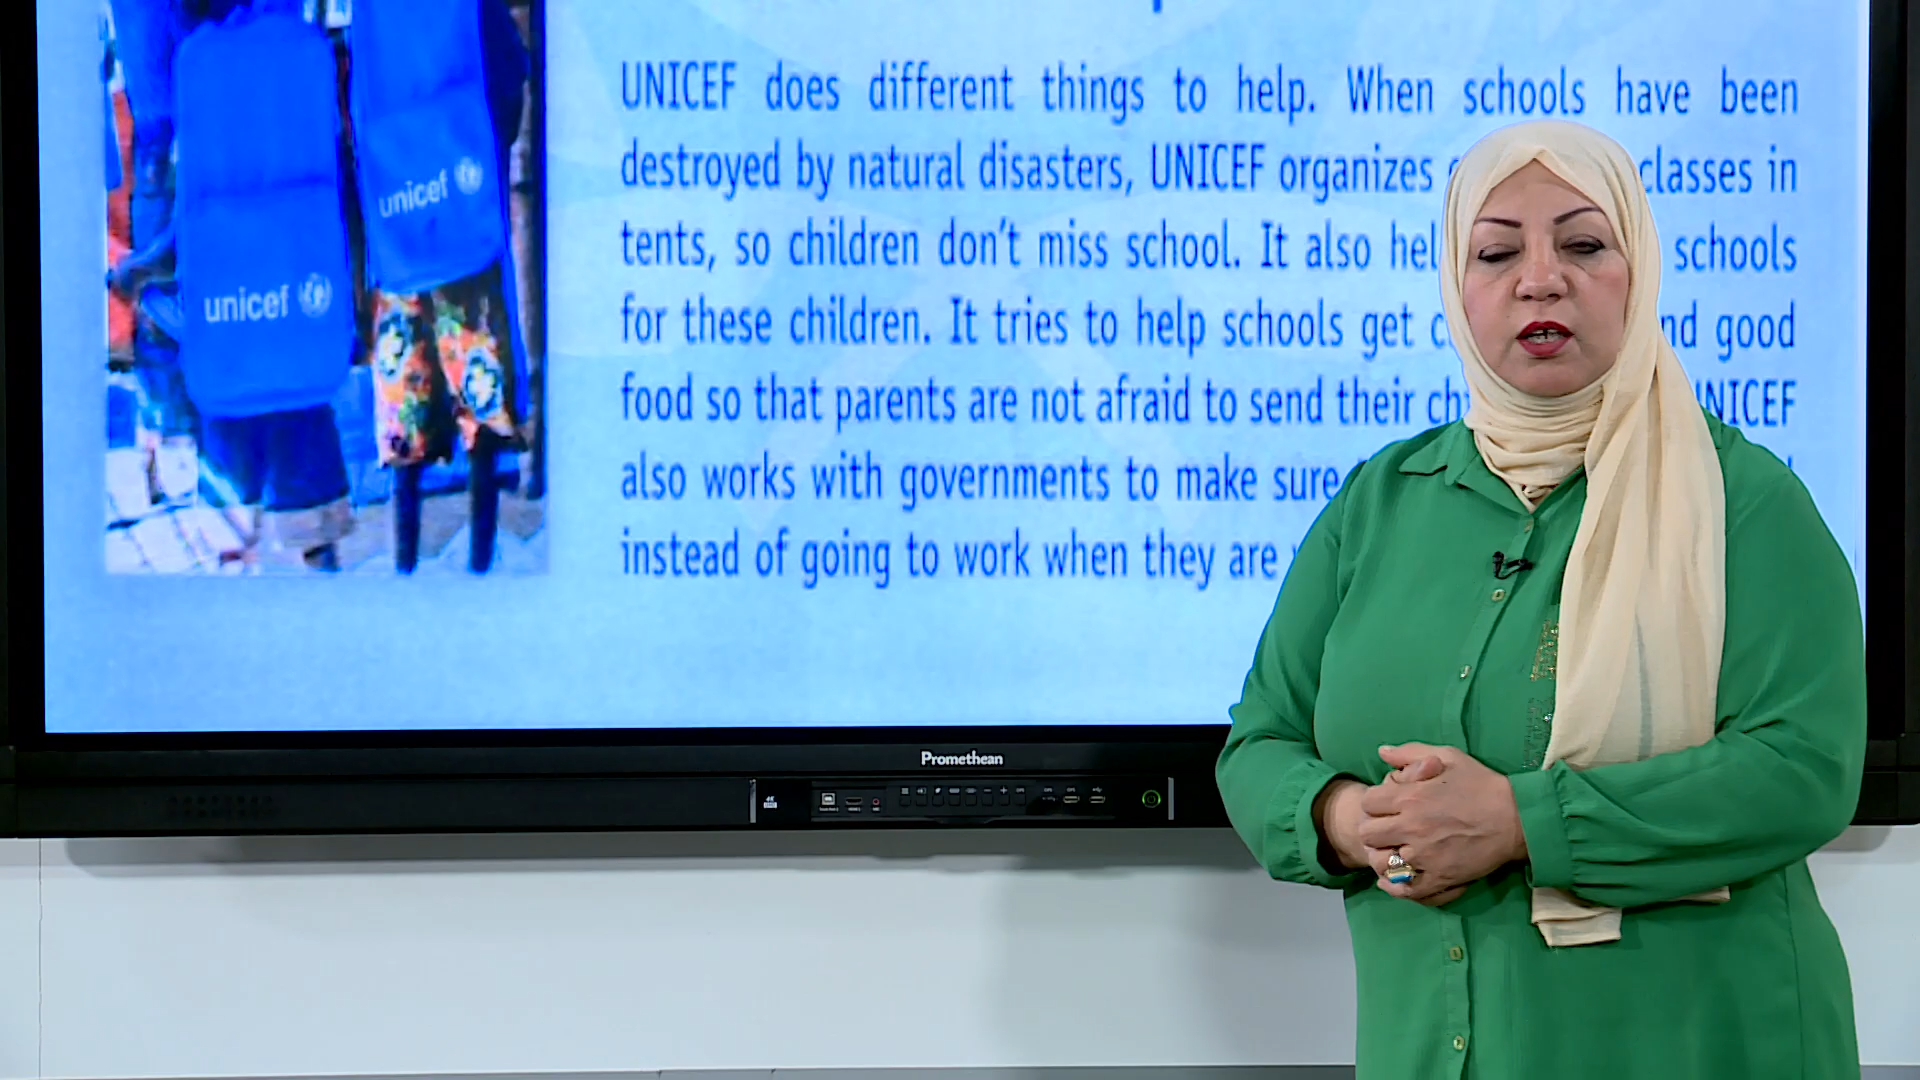 UNICEF does different things to help. When schools have been
destroyed by natural disasters, UNICEF organizes classes in
tents, so children don't miss school. It also schools
for these children. It tries to help schools get good
food so that parents are not afraid to send their UNICEF
also works with governments to make sure
instead of going to work when they are
unicef
unicef
Promethean